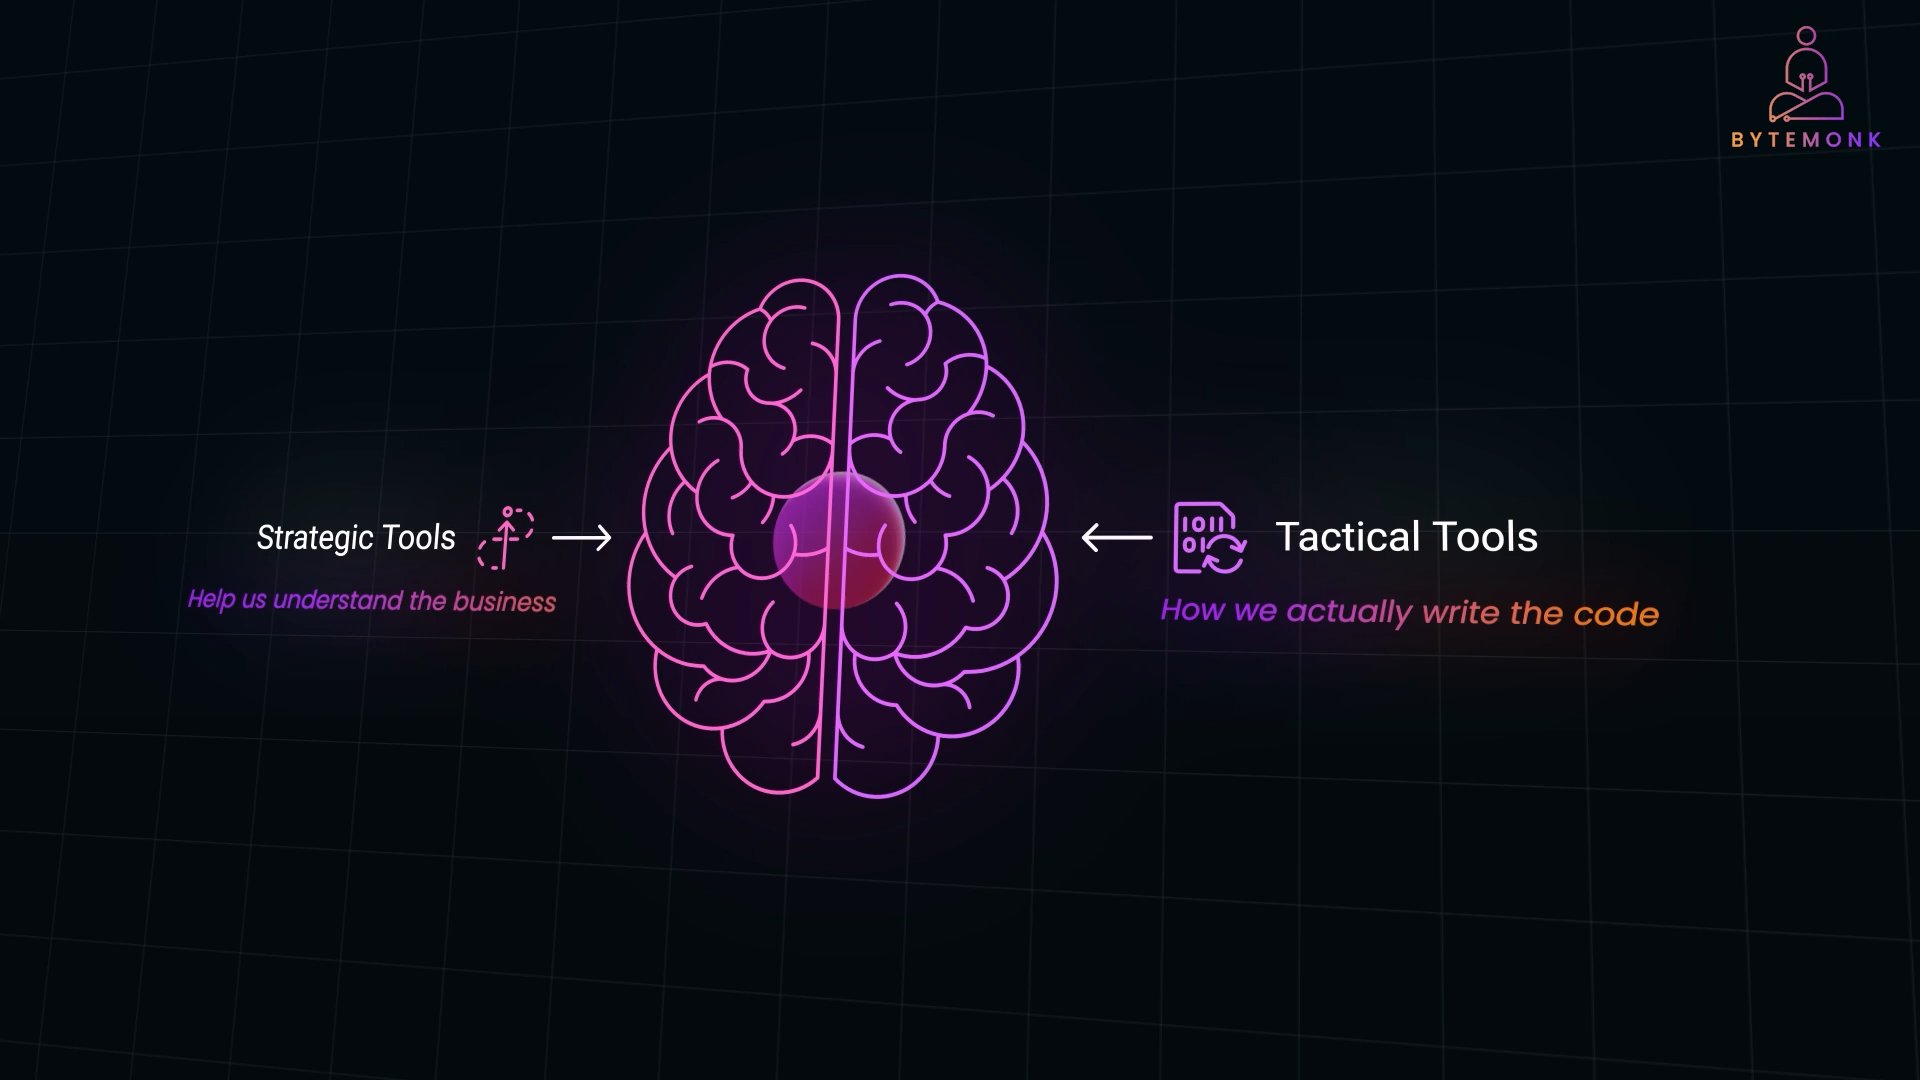 BYTEMONK
Strategic Tools
Help us understand the business
Tactical Tools
How we actually write the code